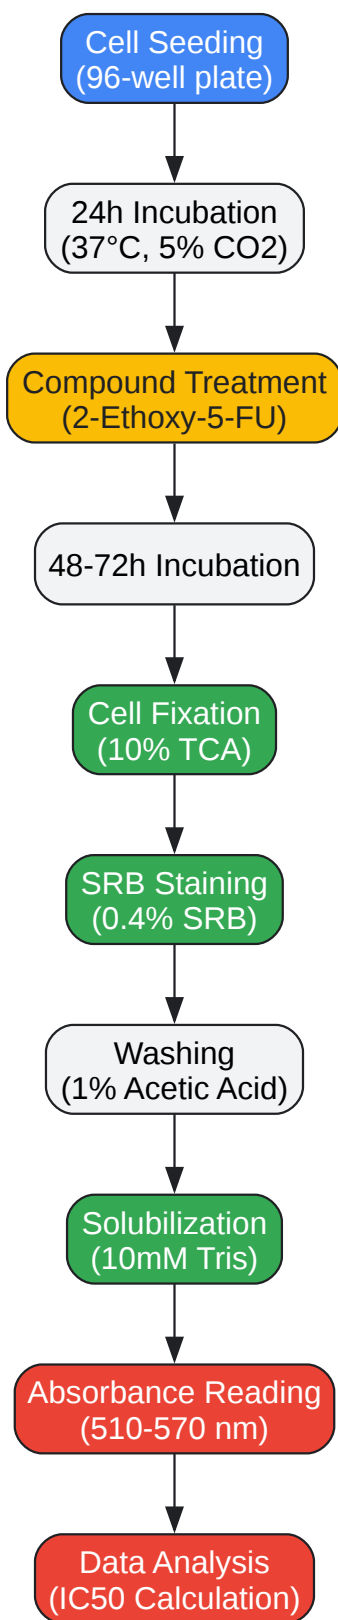 Cell Seeding
(96-well plate)
24h Incubation
(37°C, 5% CO2)
Compound Treatment
(2-Ethoxy-5-FU)
48-72h Incubation
Cell Fixation
(10% TCA)
SRB Staining
(0.4% SRB)
Washing
(1% Acetic Acid)
Solubilization
(10mM Tris)
Absorbance Reading
(510-570 nm)
Data Analysis
(IC50 Calculation)